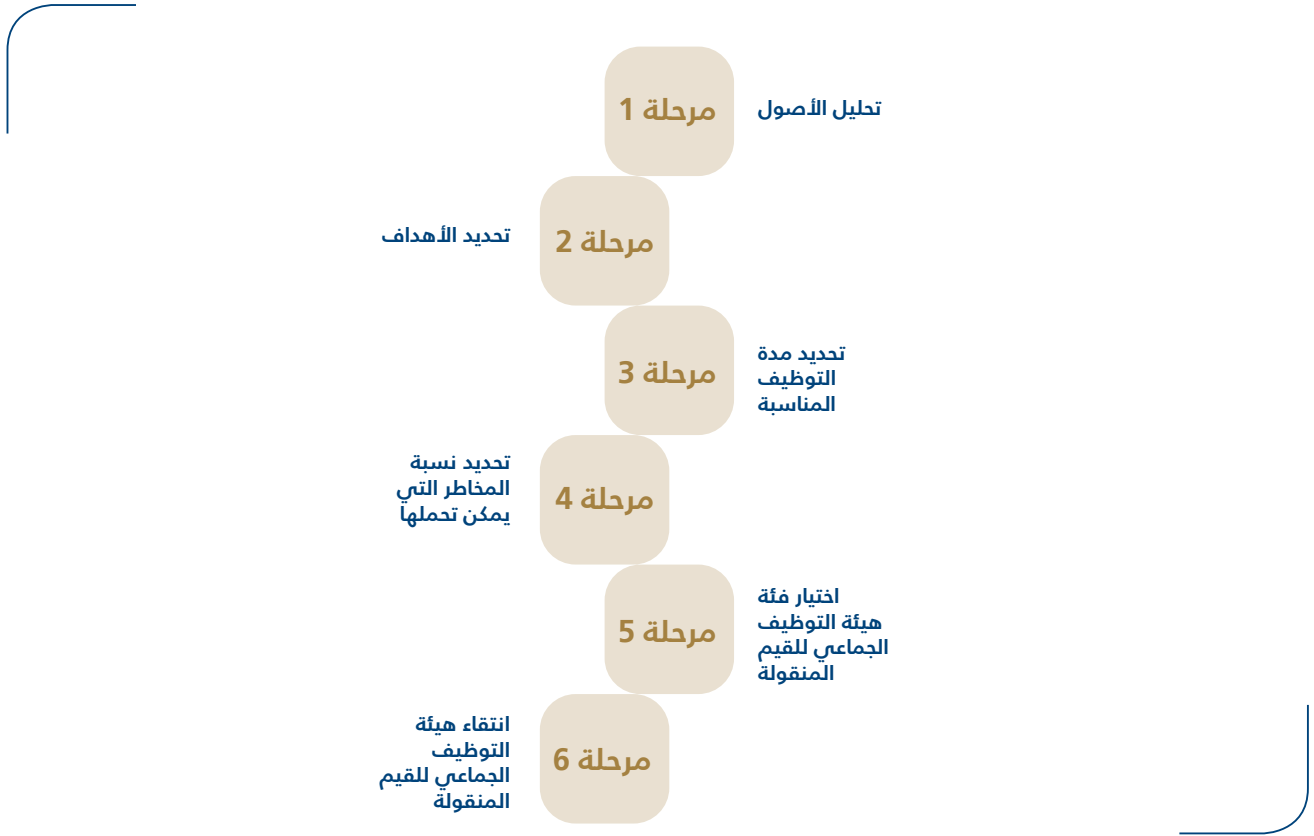 مرحلة 1
تحليل الأصول
مرحلة 2
تحديد الأهداف
مرحلة 3
تحديد مدة
التوظيف
المناسبة
مرحلة 4
تحديد نسبة
المخاطر التي
يمكن تحملها
مرحلة 5
اختيار فئة
هيئة التوظيف
الجماعي للقيم
المنقولة
مرحلة 6
انتقاء هيئة
التوظيف
الجماعي للقيم
المنقولة